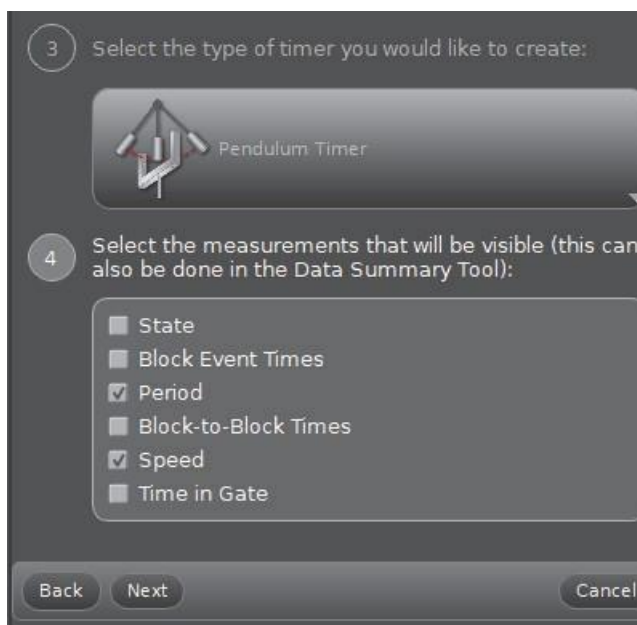 3
Select the type of timer you would like to create:
Pendulum Timer
4
Select the measurements that will be visible (this can
also be done in the Data Summary Tool):
State
Block Event Times
Period
Block-to-Block Times
Speed
Time in Gate
Back
Next
Cancel